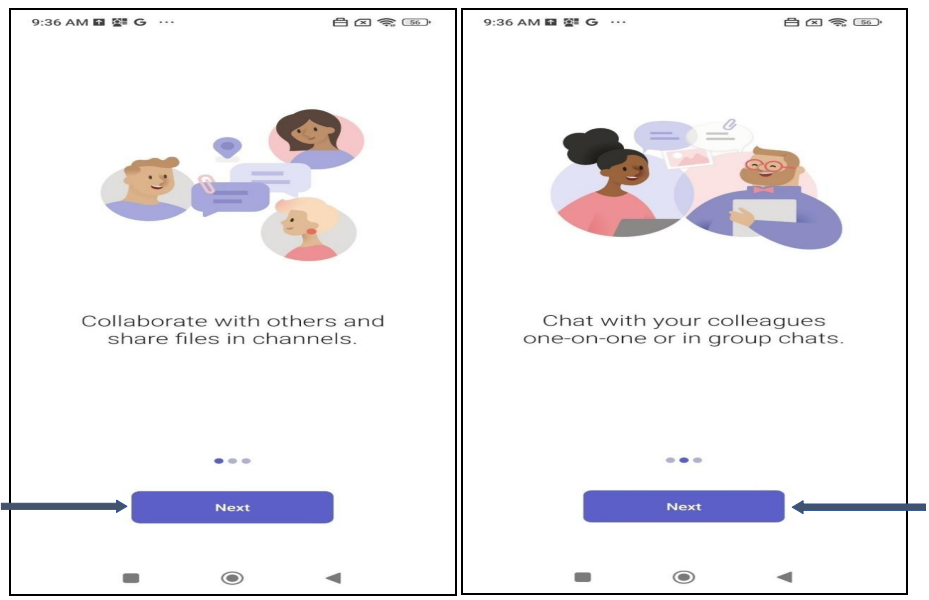 9:36 AM G ...
56
Collaborate with others and
share files in channels.
Next
9:36 AM G ...
56
Chat with your colleagues
one-on-one or in group chats.
Next